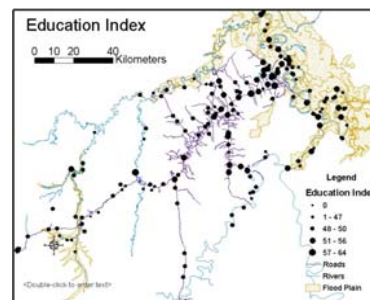 Education Index
0 10 20 40
Kilometers
Legend
Education Index
0
1 - 47
48 - 50
51 - 56
57 - 64
Roads
Rivers
Flood Plain
<Double-click to enter text>